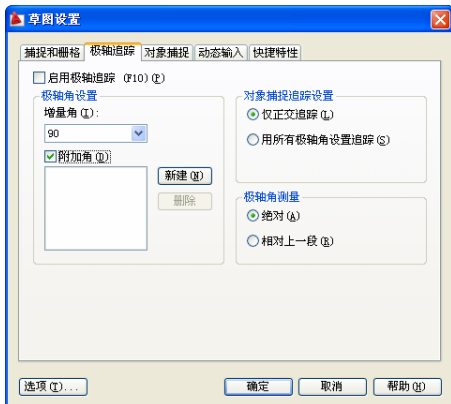 草图设置
捕捉和栅格 极轴追踪 对象捕捉 动态输入 快捷特性
启用极轴追踪 (F10)(P)
极轴角设置
增量角(I):
90
附加角(D)
新建(N)
删除
对象捕捉追踪设置
仅正交追踪(L)
用所有极轴角设置追踪(S)
极轴角测量
绝对(A)
相对上一段(R)
选项(T)...
确定
取消
帮助(H)